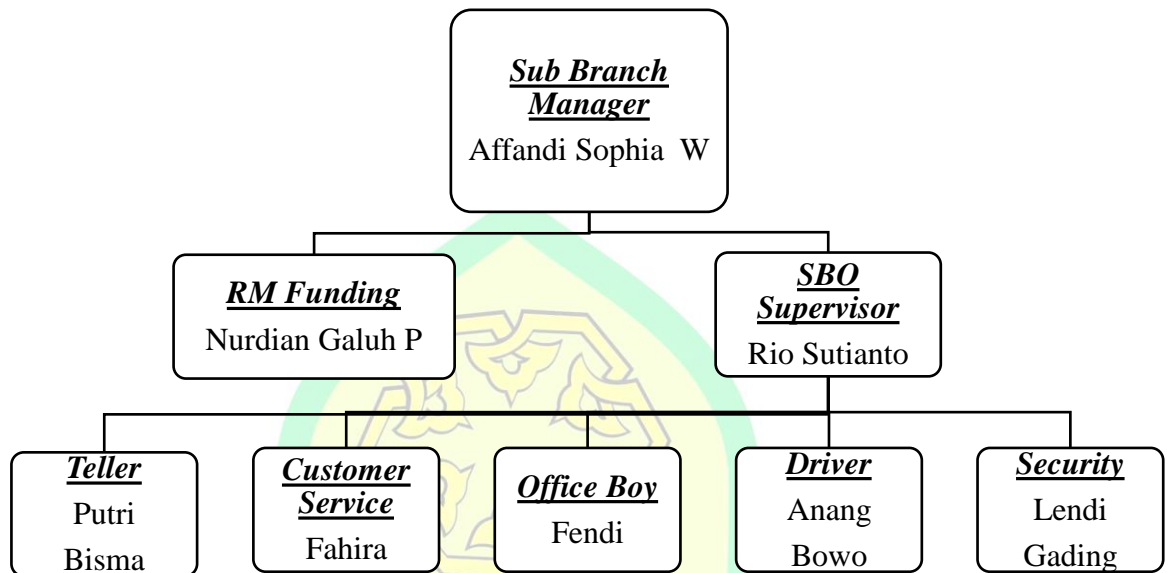 Sub Branch
Manager
Affandi Sophia W
RM Funding
Nurdian Galuh P
SBO
Supervisor
Rio Sutianto
Teller
Putri
Bisma
Customer
Service
Fahira
Office Boy
Fendi
Driver
Anang
Bowo
Security
Lendi
Gading